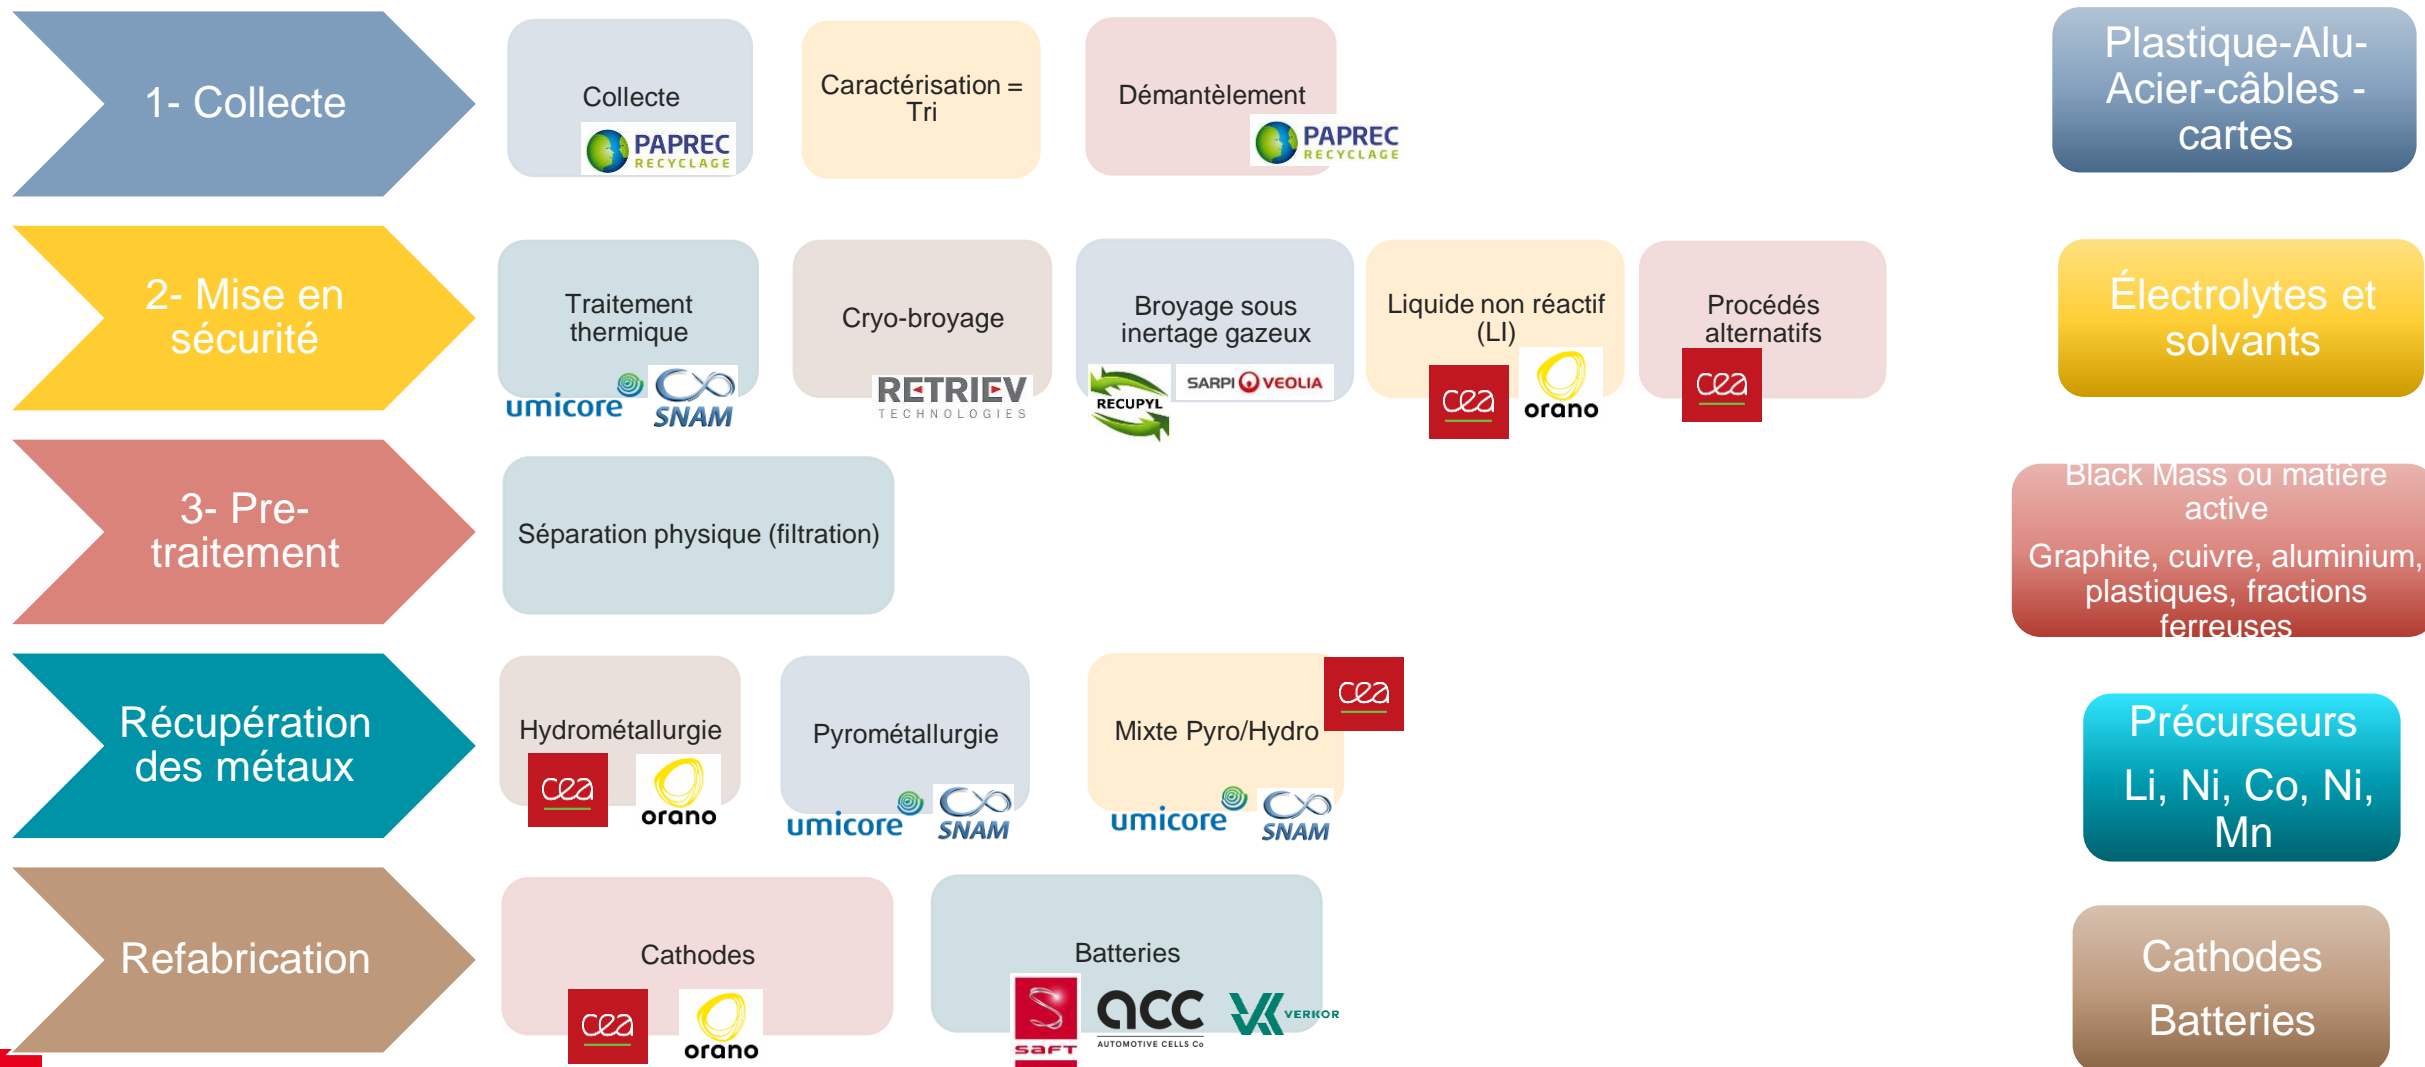 1- Collecte
Collecte
PAPREC
RECYCLAGE
Caractérisation =
Tri
Démantèlement
PAPREC
RECYCLAGE
Plastique-Alu-
Acier-câbles -
cartes
2- Mise en
sécurité
Traitement
thermique
umicore
SNAM
Cryo-broyage
RETRIEV
TECHNOLOGIES
Broyage sous
inertage gazeux
RECUPYL
SARPI VEOLIA
Liquide non réactif
(LI)
cea
orano
Procédés
alternatifs
cea
Électrolytes et
solvants
3- Pre-
traitement
Séparation physique (filtration)
Black Mass ou matière
active
Graphite, cuivre, aluminium,
plastiques, fractions
ferreuses
Récupération
des métaux
Hydrométallurgie
cea
orano
Pyrométallurgie
umicore
SNAM
Mixte Pyro/Hydro
cea
umicore
SNAM
Précurseurs
Li, Ni, Co, Ni,
Mn
Refabrication
Cathodes
cea
orano
Batteries
saft
acc
AUTOMOTIVE CELLS Co
VERKOR
Cathodes
Batteries